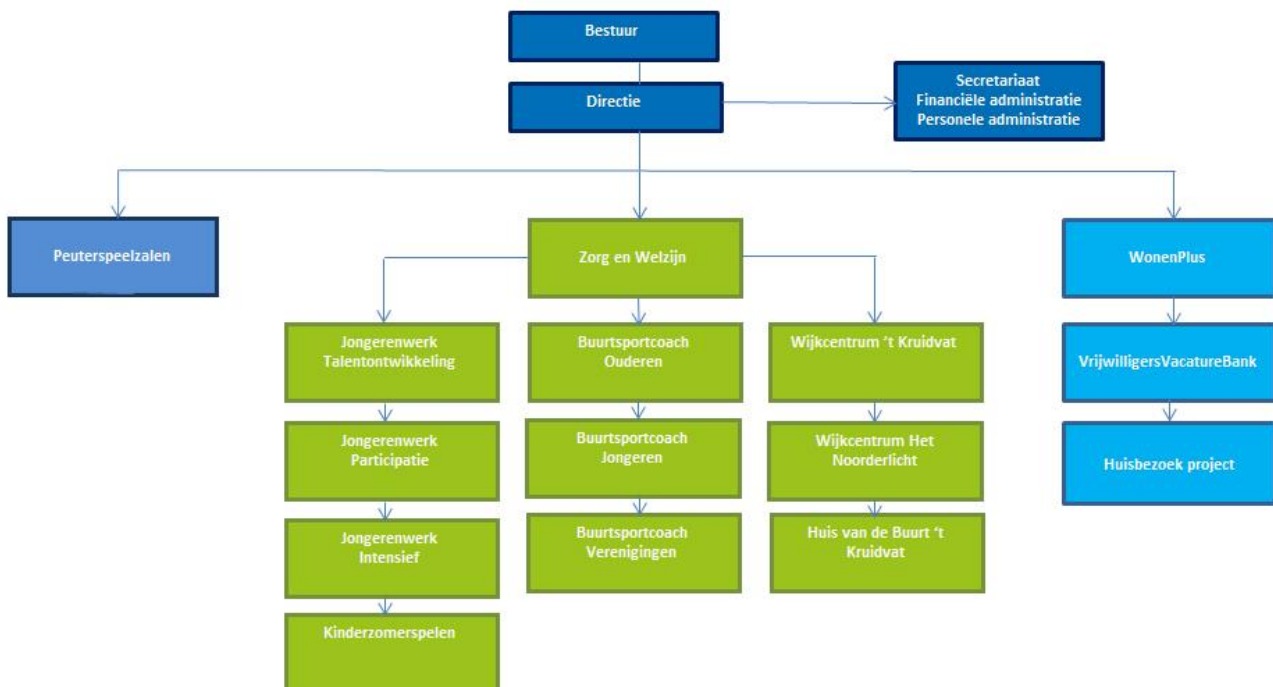 Bestuur
Directie
Secretariaat
Financiële administratie
Personele administratie
Peuterspeelzalen
Zorg en Welzijn
WonenPlus
Jongerenwerk
Talentontwikkeling
Buurtsportcoach
Ouderen
Wijkcentrum ’t Kruidvat
VrijwilligersVacatureBank
Jongerenwerk
Participatie
Buurtsportcoach
Jongeren
Wijkcentrum Het
Noorderlicht
Huisbezoek project
Jongerenwerk
Intensief
Buurtsportcoach
Verenigingen
Huis van de Buurt ‘t
Kruidvat
Kinderzomerspelen